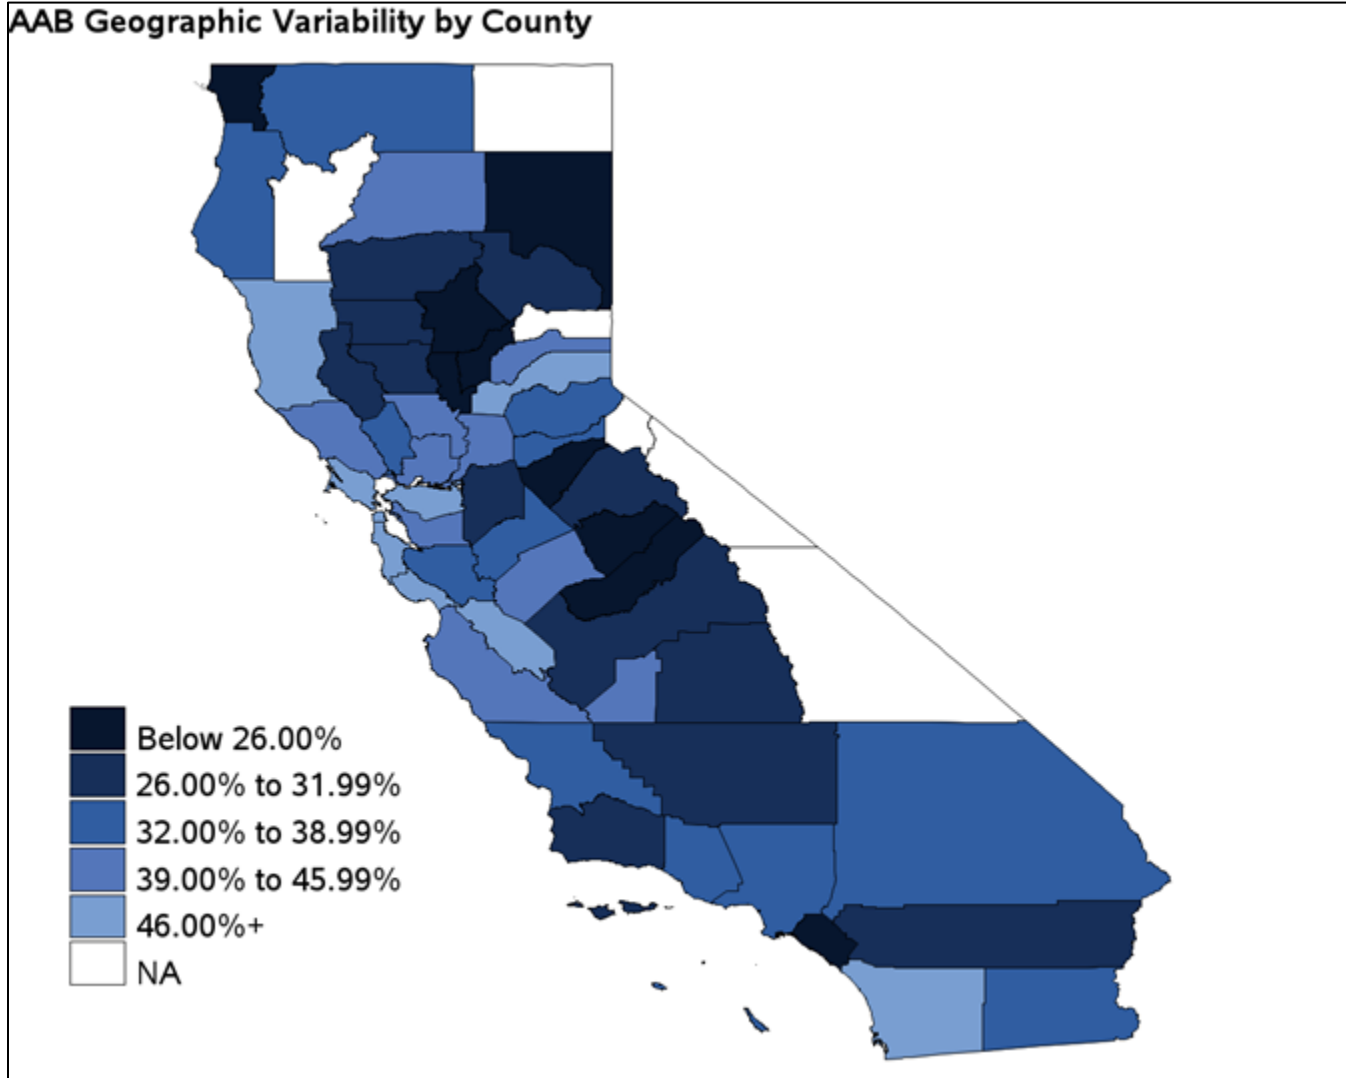 AAB Geographic Variability by County
Below 26.00%
26.00% to 31.99%
32.00% to 38.99%
39.00% to 45.99%
46.00%+
NA